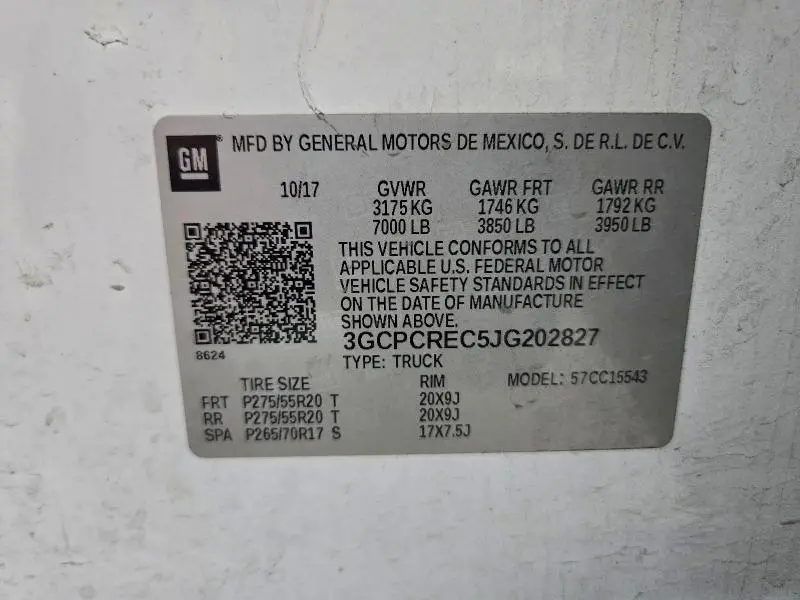 GM ® MFD BY GENERAL MOTORS DE MEXICO, S. DE R.L. DE C.V.
10/17 GVWR GAWR FRT GAWR RR
3175 KG 1746 KG 1792 KG
7000 LB 3850 LB 3950 LB
THIS VEHICLE CONFORMS TO ALL
APPLICABLE U.S. FEDERAL MOTOR
VEHICLE SAFETY STANDARDS IN EFFECT
ON THE DATE OF MANUFACTURE
SHOWN ABOVE.
3GCPCREC5JG202827
8624
TYPE: TRUCK
TIRE SIZE RIM MODEL: 57CC15543
FRT P275/55R20 T 20X9J
RR P275/55R20 T 20X9J
SPA P265/70R17 S 17X7.5J